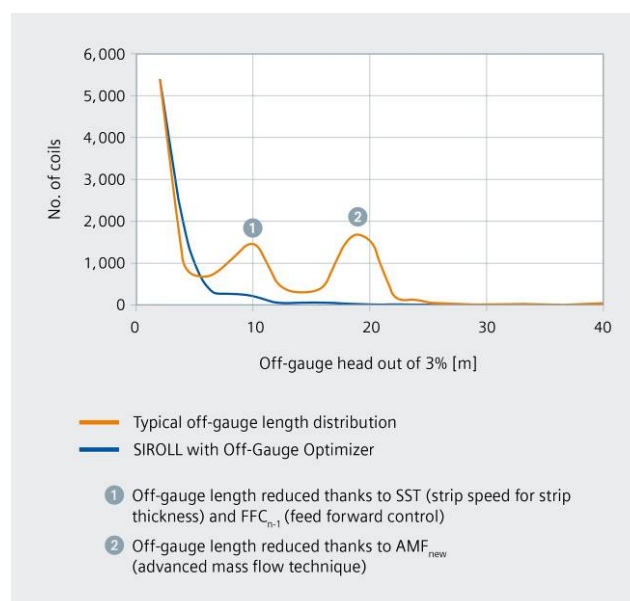 6,000
5,000
4,000
3,000
2,000
1,000
0
No. of coils
1
2
0 10 20 30 40
Off-gauge head out of 3% [m]
Typical off-gauge length distribution
SIROLL with Off-Gauge Optimizer
1 Off-gauge length reduced thanks to SST (strip speed for strip
thickness) and FFCn-1 (feed forward control)
2 Off-gauge length reduced thanks to AMFnew
(advanced mass flow technique)